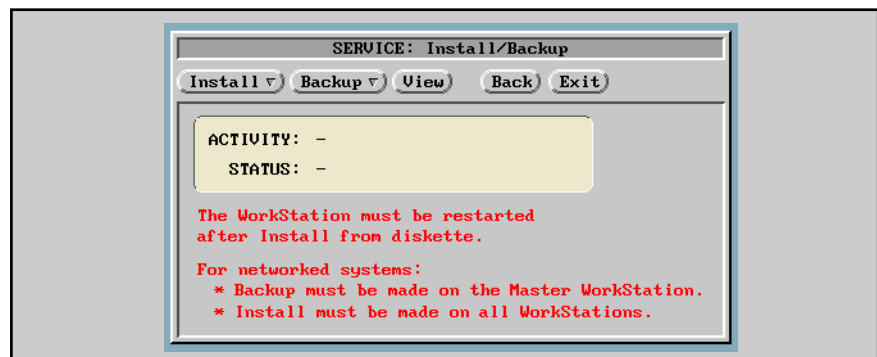 SERVICE: Install/Backup
Install ▿ Backup ▿ View Back Exit
ACTIVITY: -
STATUS: -
The WorkStation must be restarted
after Install from diskette.
For networked systems:
* Backup must be made on the Master WorkStation.
* Install must be made on all WorkStations.